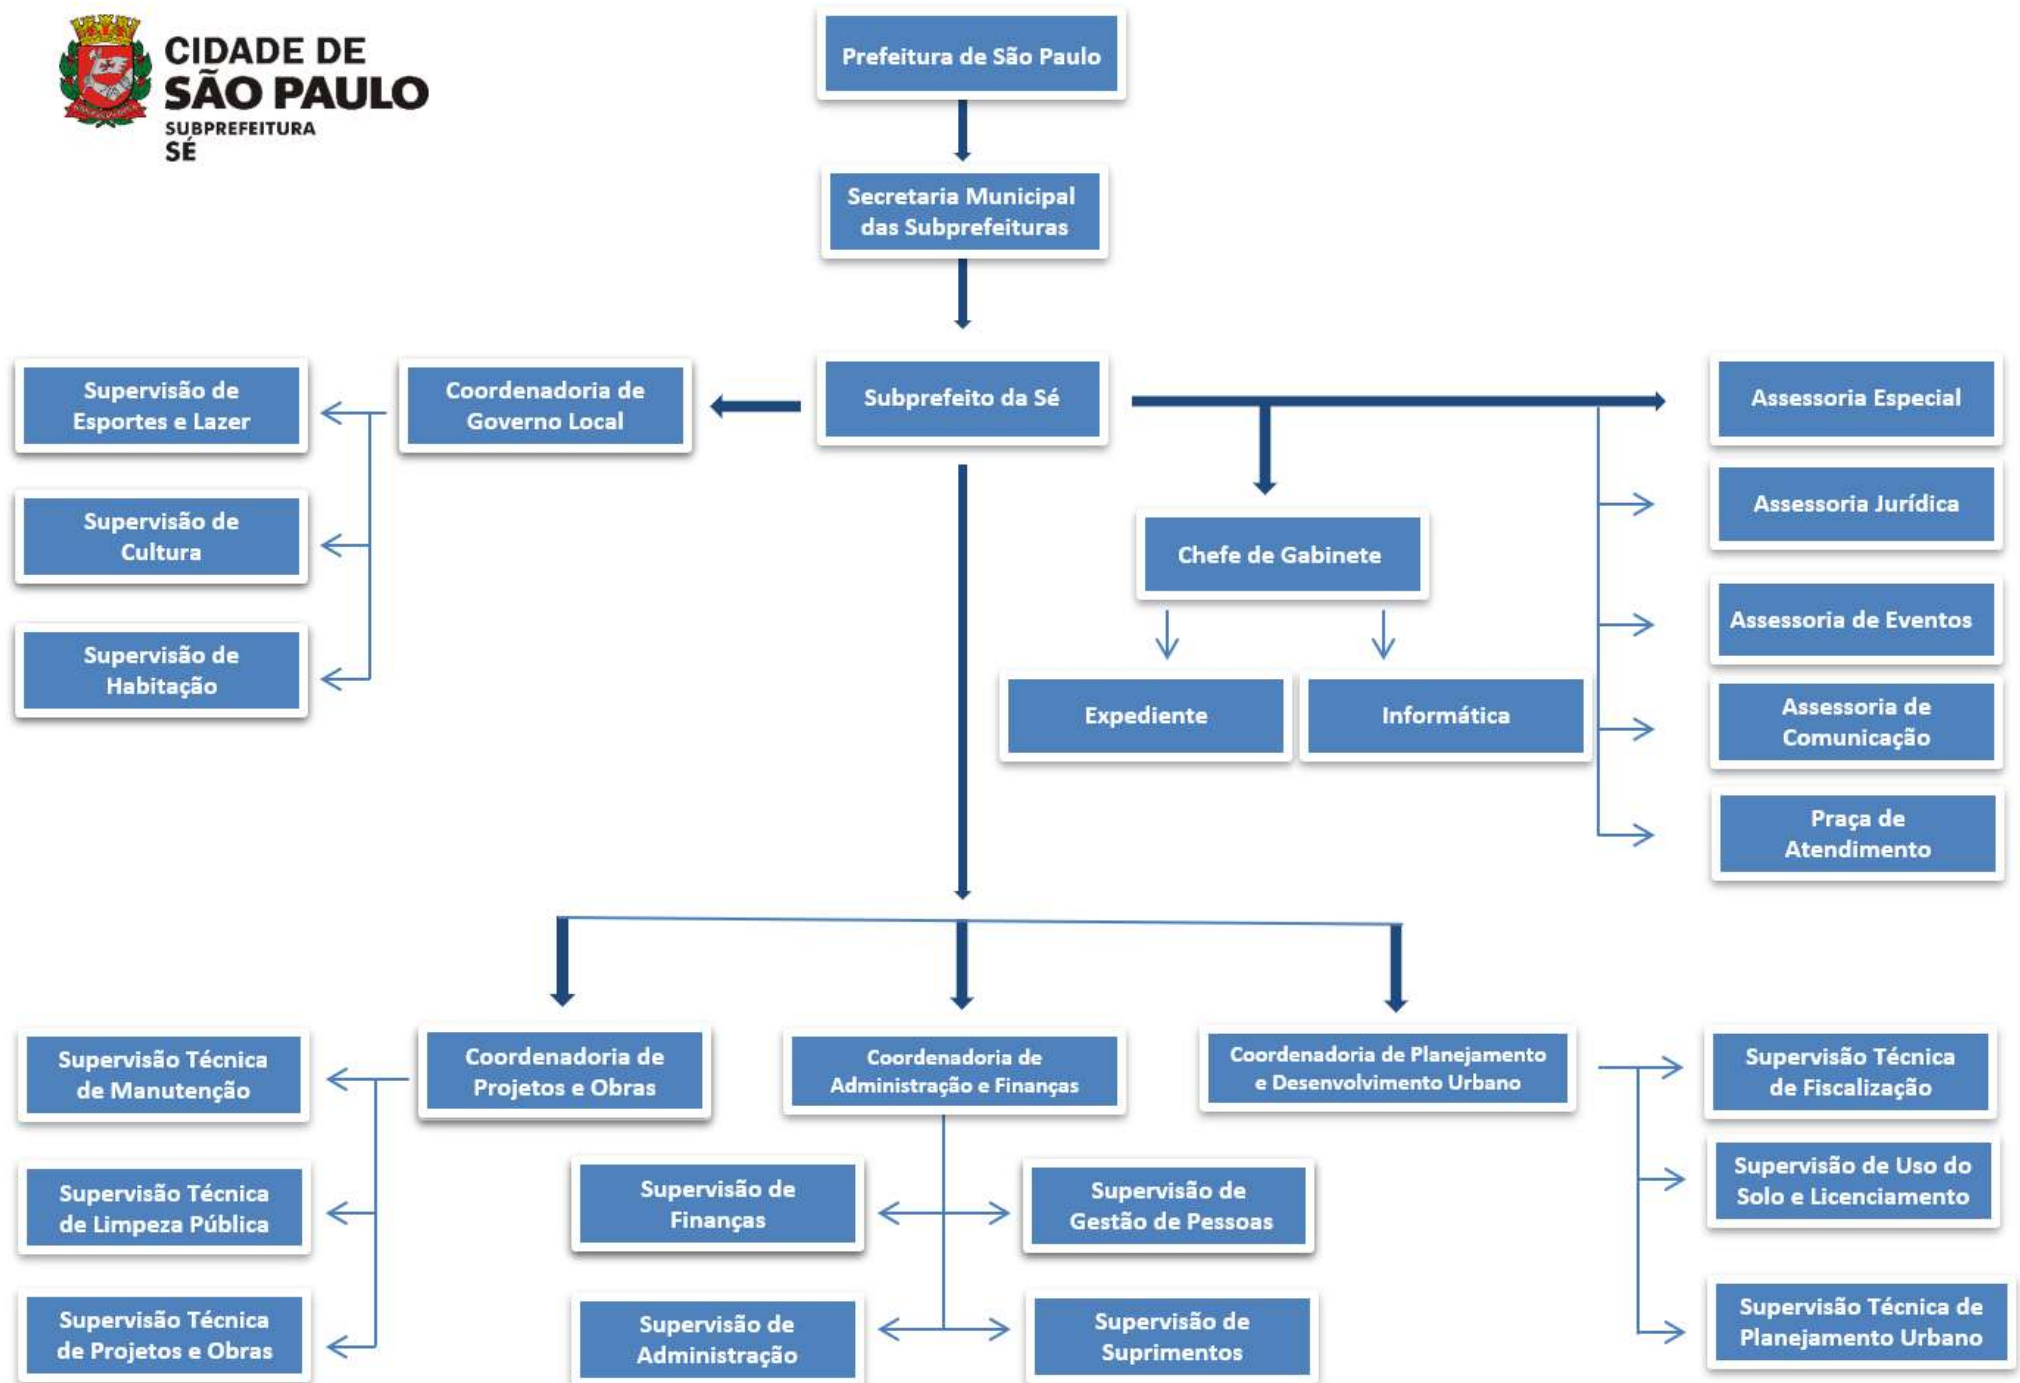 CIDADE DE
SÃO PAULO
SUBPREFEITURA
SÉ
Prefeitura de São Paulo
Secretaria Municipal
das Subprefeituras
Supervisão de
Esportes e Lazer
Coordenadoria de
Governo Local
Subprefeito da Sé
Assessoria Especial
Supervisão de
Cultura
Supervisão de
Habitação
Chefe de Gabinete
Expediente
Informática
Assessoria Jurídica
Assessoria de Eventos
Assessoria de
Comunicação
Praça de
Atendimento
Supervisão Técnica
de Manutenção
Coordenadoria de
Projetos e Obras
Coordenadoria de
Administração e Finanças
Coordenadoria de Planejamento
e Desenvolvimento Urbano
Supervisão Técnica
de Fiscalização
Supervisão Técnica
de Limpeza Pública
Supervisão de
Finanças
Supervisão de
Gestão de Pessoas
Supervisão de Uso do
Solo e Licenciamento
Supervisão Técnica
de Projetos e Obras
Supervisão de
Administração
Supervisão de
Suprimentos
Supervisão Técnica de
Planejamento Urbano